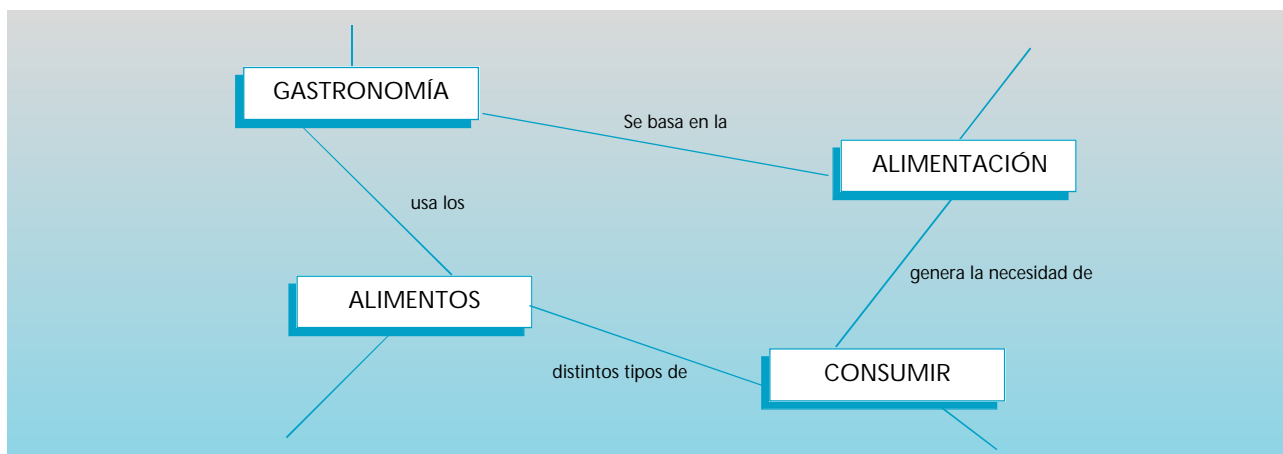 GASTRONOMÍA
Se basa en la
ALIMENTACIÓN
usa los
genera la necesidad de
ALIMENTOS
distintos tipos de
CONSUMIR